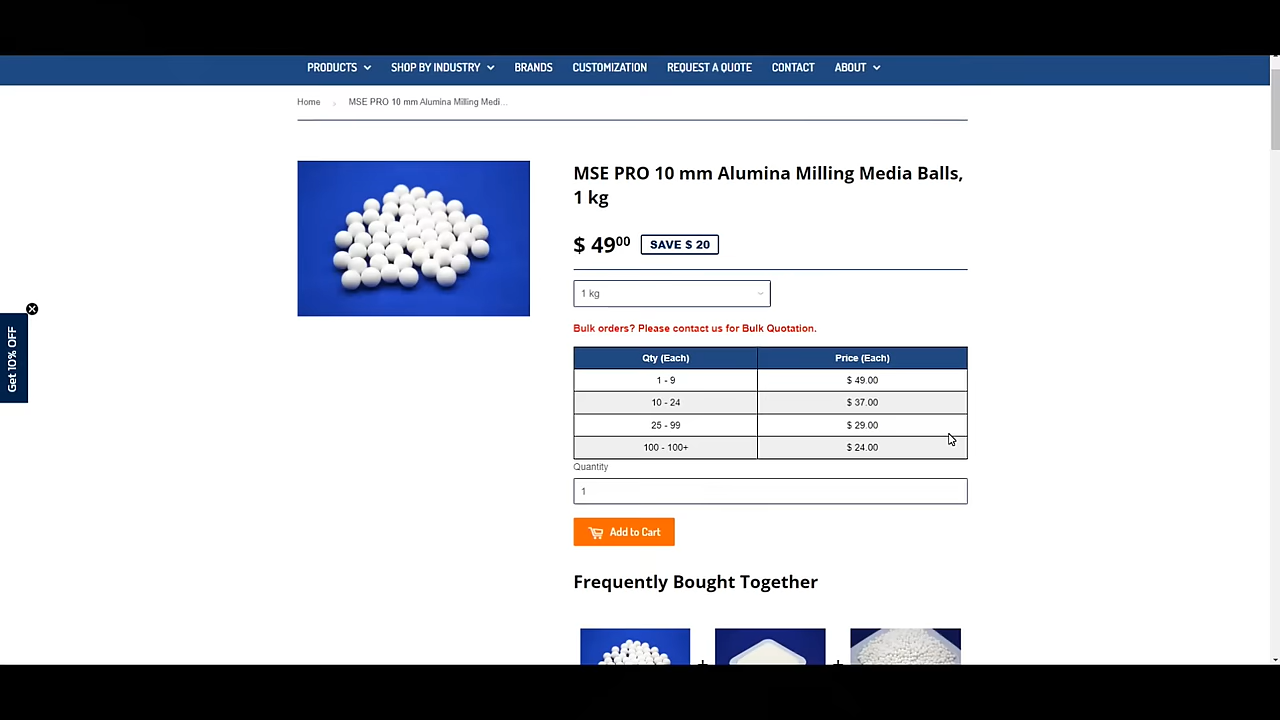 PRODUCTS SHOP BY INDUSTRY BRANDS CUSTOMIZATION REQUEST A QUOTE CONTACT ABOUT
Home › MSE PRO 10 mm Alumina Milling Medi...
MSE PRO 10 mm Alumina Milling Media Balls,
1 kg
$ 49⁰⁰ SAVE $ 20
1 kg
Bulk orders? Please contact us for Bulk Quotation.
Qty (Each) Price (Each)
1 - 9 $ 49.00
10 - 24 $ 37.00
25 - 99 $ 29.00
100 - 100+ $ 24.00
Quantity
1
Add to Cart
Frequently Bought Together
+ +
Get 10% OFF